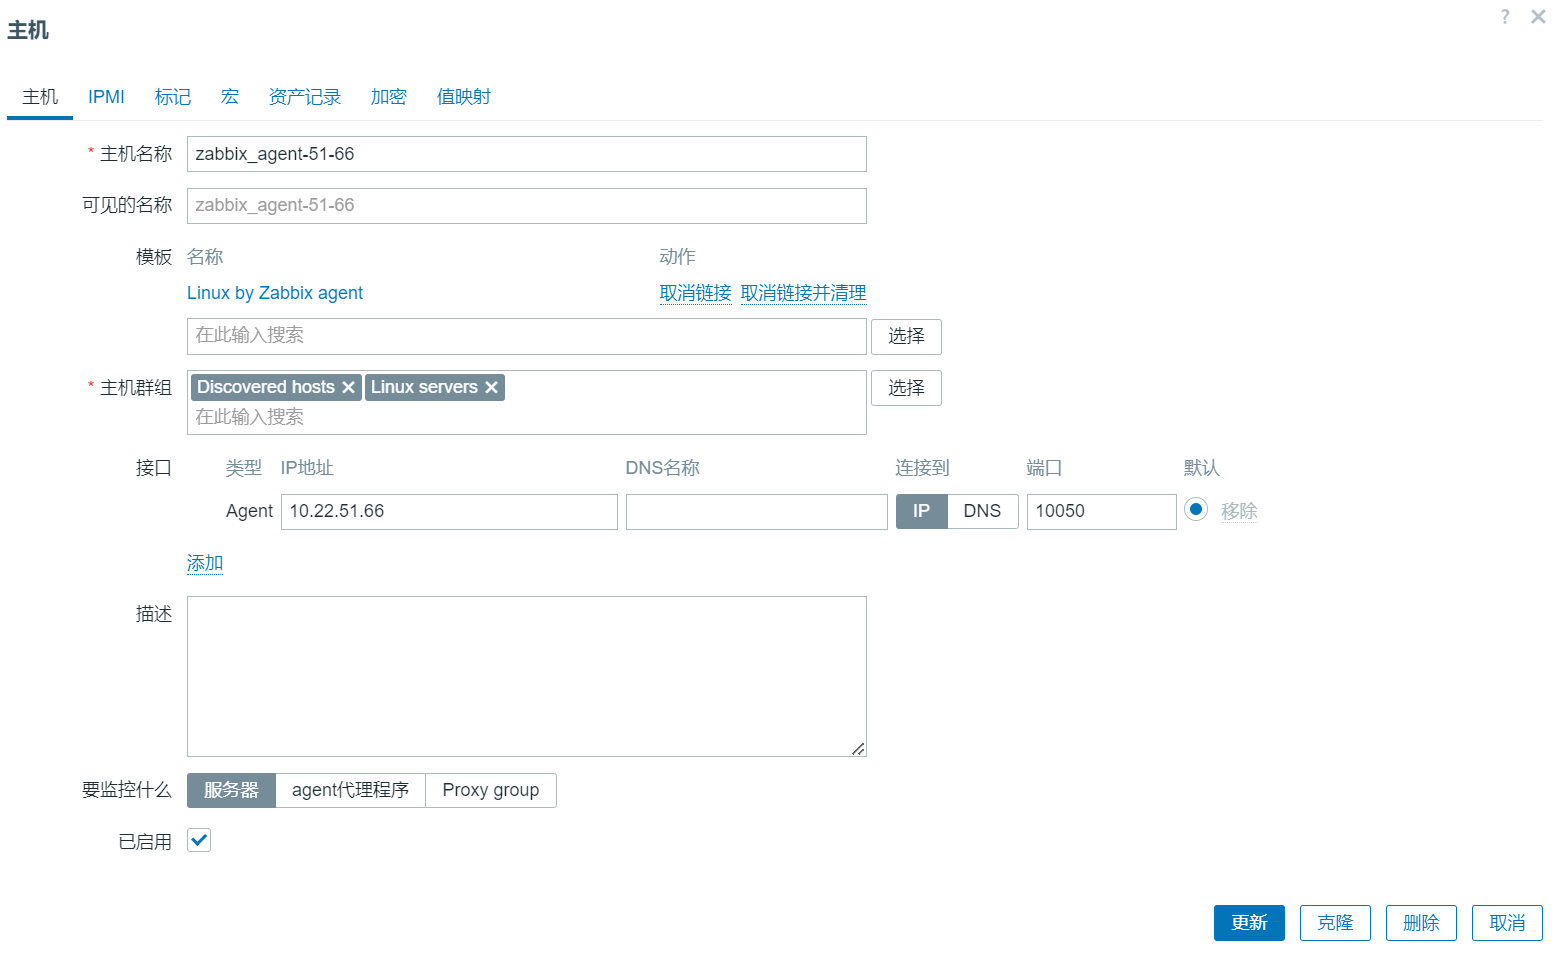 主机
?
主机 IPMI 标记 宏 资产记录 加密 值映射
* 主机名称 zabbix_agent-51-66
可见的名称 zabbix_agent-51-66
模板 名称 动作
Linux by Zabbix agent 取消链接 取消链接并清理
在此输入搜索 选择
* 主机群组 Discovered hosts Linux servers 选择
在此输入搜索
接口 类型 IP地址 DNS名称 连接到 端口 默认
Agent 10.22.51.66 IP DNS 10050 移除
添加
描述
要监控什么 服务器 agent代理程序 Proxy group
已启用
更新 克隆 删除 取消